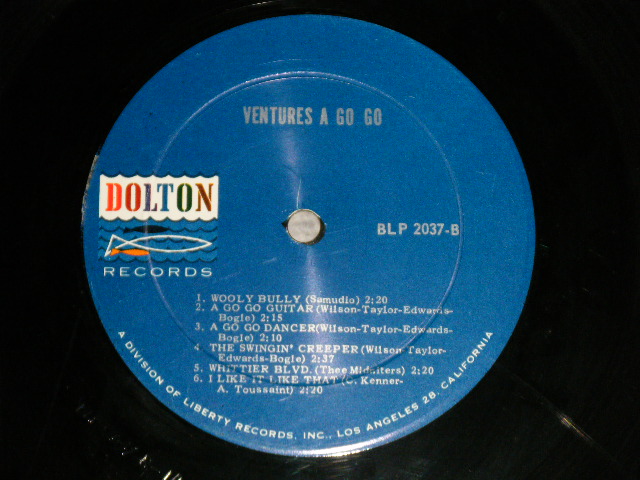 VENTURES A GO GO
DOLTON
RECORDS
BLP 2037-B
1. WOOLY BULLY (Samudio) 2:20
2. A GO GO GUITAR (Wilson-Taylor-Edwards-
Bogle) 2:15
3. A GO GO DANCER (Wilson-Taylor-Edwards-
Bogle) 2:10
4. THE SWINGIN' CREEPER (Wilson-Taylor-
Edwards-Bogle) 2:37
5. WHITTIER BLVD. (Thee Midniters) 2:20
6. I LIKE IT LIKE THAT (C. Kenner-
A. Toussaint) 2:20
A DIVISION OF LIBERTY RECORDS, INC., LOS ANGELES 28, CALIFORNIA